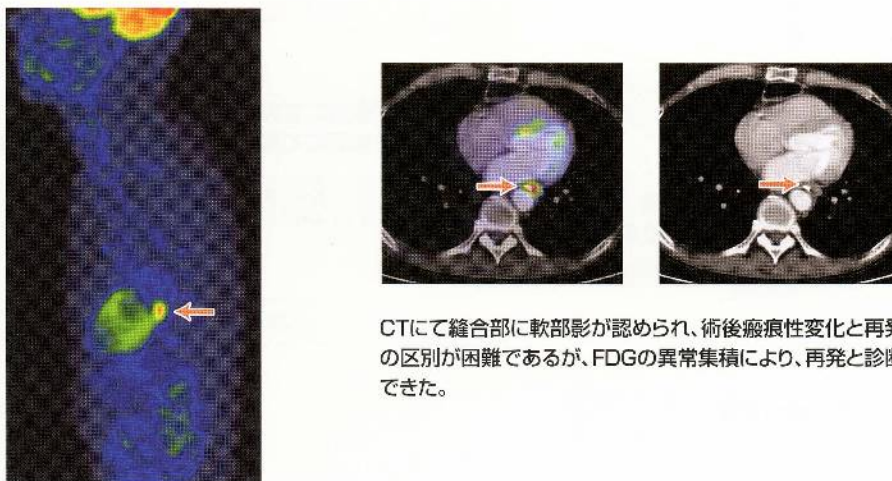 CTにて縫合部に軟部影が認められ、術後瘢痕性変化と再発
の区別が困難であるが、FDGの異常集積により、再発と診断
できた。